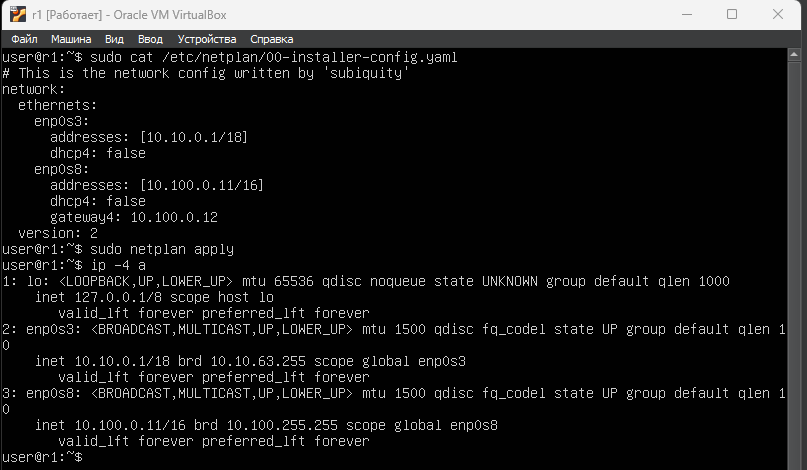 r1 [Работает] - Oracle VM VirtualBox
Файл Машина Вид Ввод Устройства Справка
user@r1:~$ sudo cat /etc/netplan/00-installer-config.yaml
# This is the network config written by 'subiquity'
network:
  ethernets:
    enp0s3:
      addresses: [10.10.0.1/18]
      dhcp4: false
    enp0s8:
      addresses: [10.100.0.11/16]
      dhcp4: false
      gateway4: 10.100.0.12
  version: 2
user@r1:~$ sudo netplan apply
user@r1:~$ ip -4 a
1: lo: <LOOPBACK,UP,LOWER_UP> mtu 65536 qdisc noqueue state UNKNOWN group default qlen 1000
    inet 127.0.0.1/8 scope host lo
       valid_lft forever preferred_lft forever
2: enp0s3: <BROADCAST,MULTICAST,UP,LOWER_UP> mtu 1500 qdisc fq_codel state UP group default qlen 1
0
    inet 10.10.0.1/18 brd 10.10.63.255 scope global enp0s3
       valid_lft forever preferred_lft forever
3: enp0s8: <BROADCAST,MULTICAST,UP,LOWER_UP> mtu 1500 qdisc fq_codel state UP group default qlen 1
0
    inet 10.100.0.11/16 brd 10.100.255.255 scope global enp0s8
       valid_lft forever preferred_lft forever
user@r1:~$